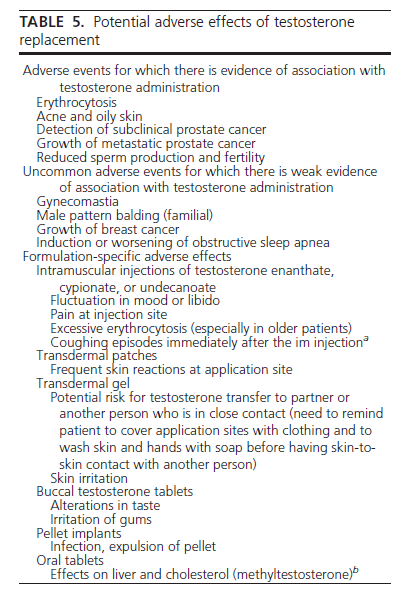 TABLE 5. Potential adverse effects of testosterone
replacement
Adverse events for which there is evidence of association with
testosterone administration
Erythrocytosis
Acne and oily skin
Detection of subclinical prostate cancer
Growth of metastatic prostate cancer
Reduced sperm production and fertility
Uncommon adverse events for which there is weak evidence
of association with testosterone administration
Gynecomastia
Male pattern balding (familial)
Growth of breast cancer
Induction or worsening of obstructive sleep apnea
Formulation-specific adverse effects
Intramuscular injections of testosterone enanthate,
cypionate, or undecanoate
Fluctuation in mood or libido
Pain at injection site
Excessive erythrocytosis (especially in older patients)
Coughing episodes immediately after the im injectionᵃ
Transdermal patches
Frequent skin reactions at application site
Transdermal gel
Potential risk for testosterone transfer to partner or
another person who is in close contact (need to remind
patient to cover application sites with clothing and to
wash skin and hands with soap before having skin-to-
skin contact with another person)
Skin irritation
Buccal testosterone tablets
Alterations in taste
Irritation of gums
Pellet implants
Infection, expulsion of pellet
Oral tablets
Effects on liver and cholesterol (methyltestosterone)ᵇ